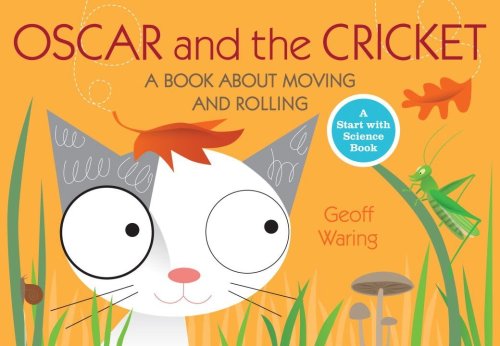 OSCAR and the CRICKET
A BOOK ABOUT MOVING
AND ROLLING
A
Start with
Science
Book
Geoff
Waring